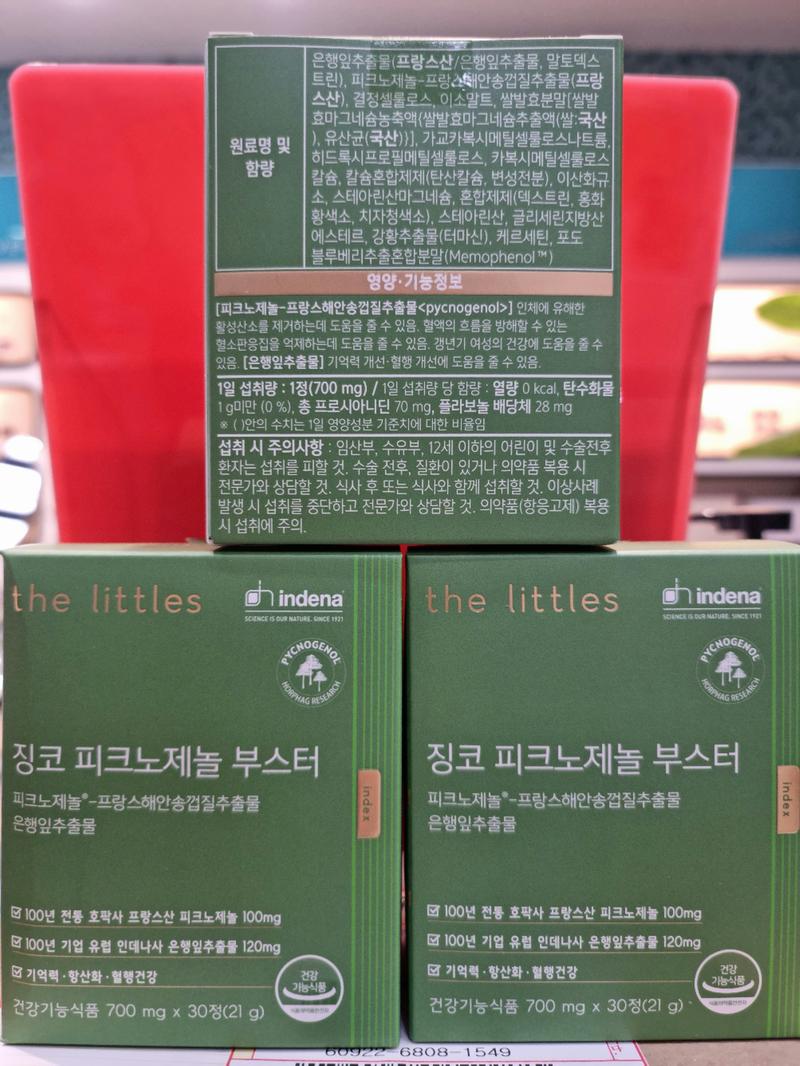 원료명 및
함량
은행잎추출물(프랑스산/은행잎추출물, 말토덱스
트린), 피크노제놀-프랑스해안송껍질추출물(프랑
스산), 결정셀룰로스, 이소말트, 쌀발효분말[쌀발
효마그네슘농축액(쌀발효마그네슘추출액(쌀:국산
), 유산균(국산))], 가교카복시메틸셀룰로스나트륨,
히드록시프로필메틸셀룰로스, 카복시메틸셀룰로스
칼슘, 칼슘혼합제제(탄산칼슘, 변성전분), 이산화규
소, 스테아린산마그네슘, 혼합제제(덱스트린, 홍화
황색소, 치자청색소), 스테아린산, 글리세린지방산
에스테르, 강황추출물(터마신), 케르세틴, 포도
블루베리추출혼합분말(Memophenol™)
영양·기능정보
[피크노제놀-프랑스해안송껍질추출물<pycnogenol>] 인체에 유해한
활성산소를 제거하는데 도움을 줄 수 있음. 혈액의 흐름을 방해할 수 있는
혈소판응집을 억제하는데 도움을 줄 수 있음. 갱년기 여성의 건강에 도움을 줄 수
있음. [은행잎추출물] 기억력 개선·혈행 개선에 도움을 줄 수 있음.
1일 섭취량 : 1정(700 mg) / 1일 섭취량 당 함량 : 열량 0 kcal, 탄수화물
1 g미만 (0 %), 총 프로시아니딘 70 mg, 플라보놀 배당체 28 mg
※ ( )안의 수치는 1일 영양성분 기준치에 대한 비율임
섭취 시 주의사항 : 임산부, 수유부, 12세 이하의 어린이 및 수술전후
환자는 섭취를 피할 것. 수술 전후, 질환이 있거나 의약품 복용 시
전문가와 상담할 것. 식사 후 또는 식사와 함께 섭취할 것. 이상사례
발생 시 섭취를 중단하고 전문가와 상담할 것. 의약품(항응고제) 복용
시 섭취에 주의.
the littles
indena
SCIENCE IS OUR NATURE. SINCE 1921
PYCNOGENOL
HORPHAG RESEARCH
징코 피크노제놀 부스터
피크노제놀®-프랑스해안송껍질추출물
은행잎추출물
index
100년 전통 호팍사 프랑스산 피크노제놀 100mg
100년 기업 유럽 인데나사 은행잎추출물 120mg
기억력·항산화·혈행건강
건강기능식품 700 mg x 30정(21 g)
건강
기능식품
식품의약품안전처
the littles
indena
SCIENCE IS OUR NATURE. SINCE 1921
PYCNOGENOL
HORPHAG RESEARCH
징코 피크노제놀 부스터
피크노제놀®-프랑스해안송껍질추출물
은행잎추출물
index
100년 전통 호팍사 프랑스산 피크노제놀 100mg
100년 기업 유럽 인데나사 은행잎추출물 120mg
기억력·항산화·혈행건강
건강기능식품 700 mg x 30정(21 g)
건강
기능식품
식품의약품안전처
60922-6808-1549